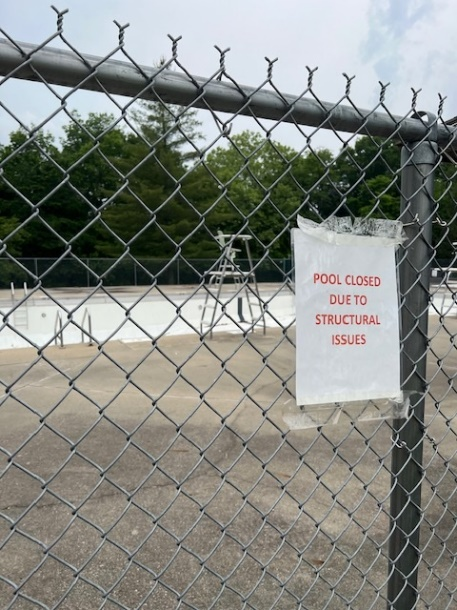 POOL CLOSED
DUE TO
STRUCTURAL
ISSUES